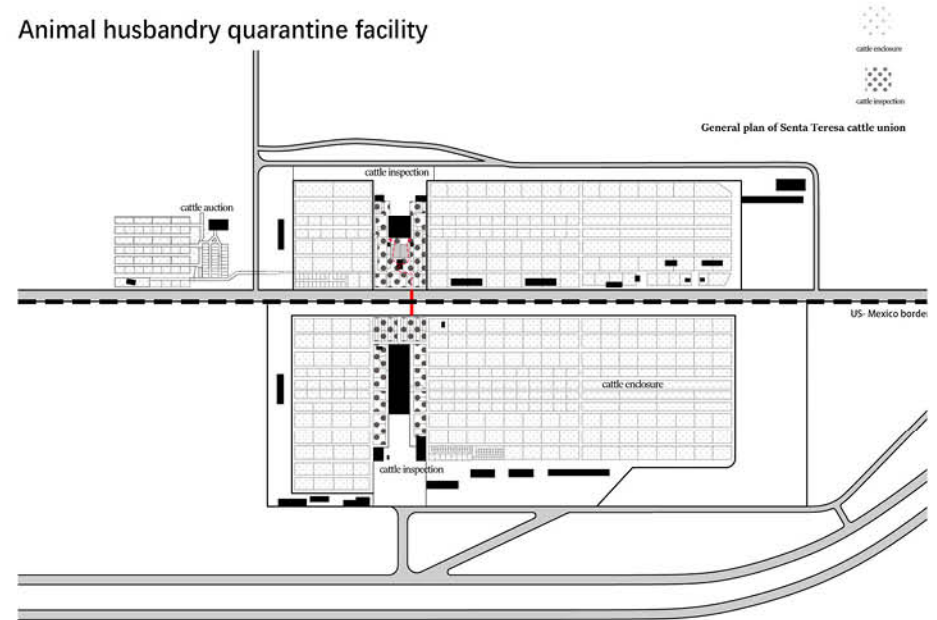 Animal husbandry quarantine facility
cattle enclosure
cattle inspection
General plan of Senta Teresa cattle union
cattle inspection
cattle auction
US- Mexico borde
cattle enclosure
cattle inspection